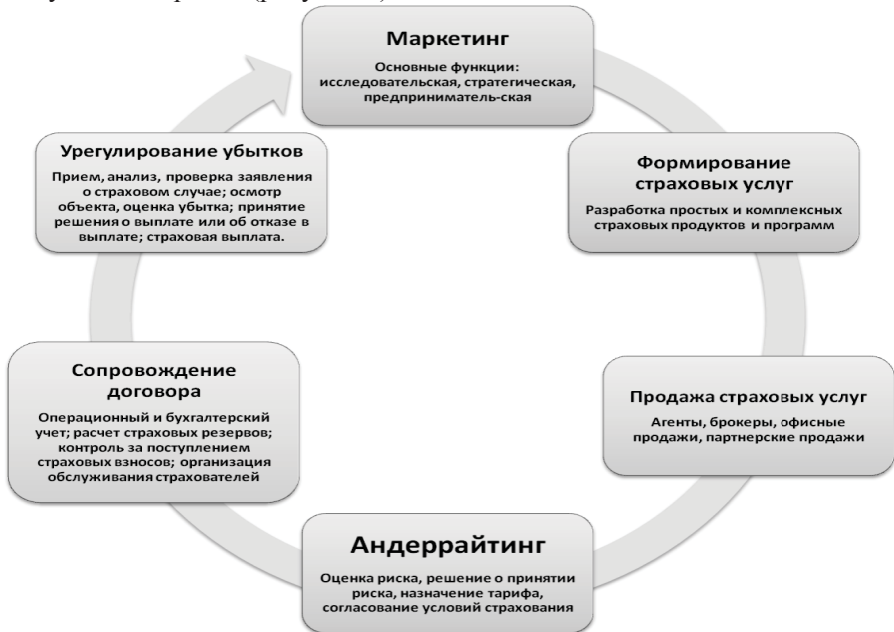 Маркетинг
Основные функции:
исследовательская, стратегическая,
предприниматель-ская
Формирование
страховых услуг
Разработка простых и комплексных
страховых продуктов и программ
Продажа страховых услуг
Агенты, брокеры, офисные
продажи, партнерские продажи
Андеррайтинг
Оценка риска, решение о принятии
риска, назначение тарифа,
согласование условий страхования
Сопровождение
договора
Операционный и бухгалтерский
учет; расчет страховых резервов;
контроль за поступлением
страховых взносов; организация
обслуживания страхователей
Урегулирование убытков
Прием, анализ, проверка заявления
о страховом случае; осмотр
объекта, оценка убытка; принятие
решения о выплате или об отказе в
выплате; страховая выплата.